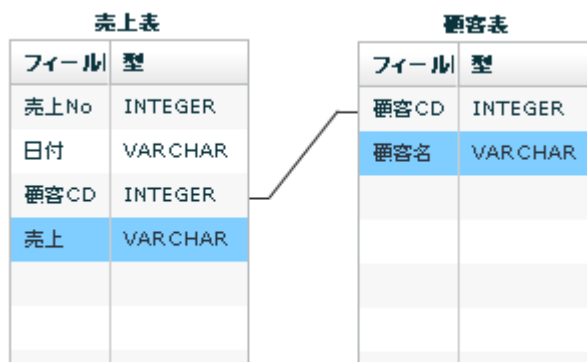 売上表
フィール 型
売上No INTEGER
日付 VARCHAR
顧客CD INTEGER
売上 VARCHAR
顧客表
フィール 型
顧客CD INTEGER
顧客名 VARCHAR